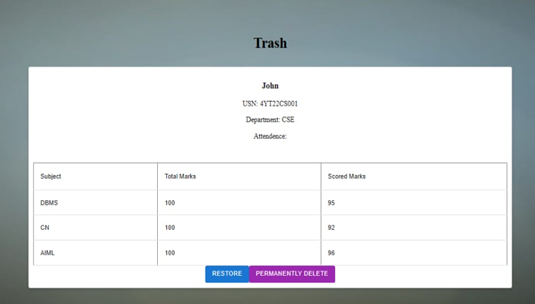 Trash
John
USN: 4YT22CS001
Department: CSE
Attendence:
Subject Total Marks Scored Marks
DBMS 100 95
CN 100 92
AIML 100 96
RESTORE PERMANENTLY DELETE